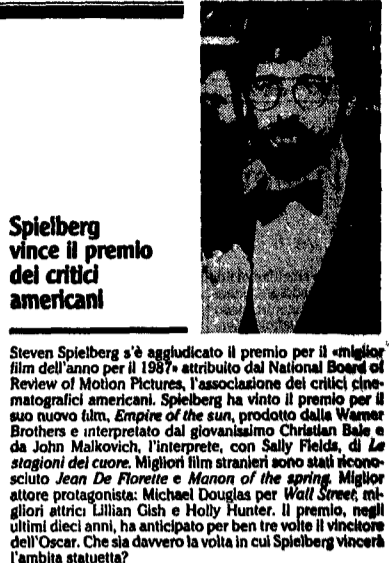 Spielberg
vince il premio
dei critici
americani
Steven Spielberg s'è aggiudicato il premio per il «miglior
film dell'anno per il 1987» attribuito dal National Board of
Review of Motion Pictures, l'associazione dei critici cine-
matografici americani. Spielberg ha vinto il premio per il
suo nuovo film, Empire of the sun, prodotto dalla Warner
Brothers e interpretato dal giovanissimo Christian Bale e
da John Malkovich, l'interprete, con Sally Fields, di Le
stagioni del cuore. Migliori film stranieri sono stati ricono-
sciuto Jean De Florette e Manon of the spring. Miglior
attore protagonista: Michael Douglas per Wall Street, mi-
gliori attrici Lillian Gish e Holly Hunter. Il premio, negli
ultimi dieci anni, ha anticipato per ben tre volte il vincitore
dell'Oscar. Che sia davvero la volta in cui Spielberg vincerà
l'ambita statuetta?